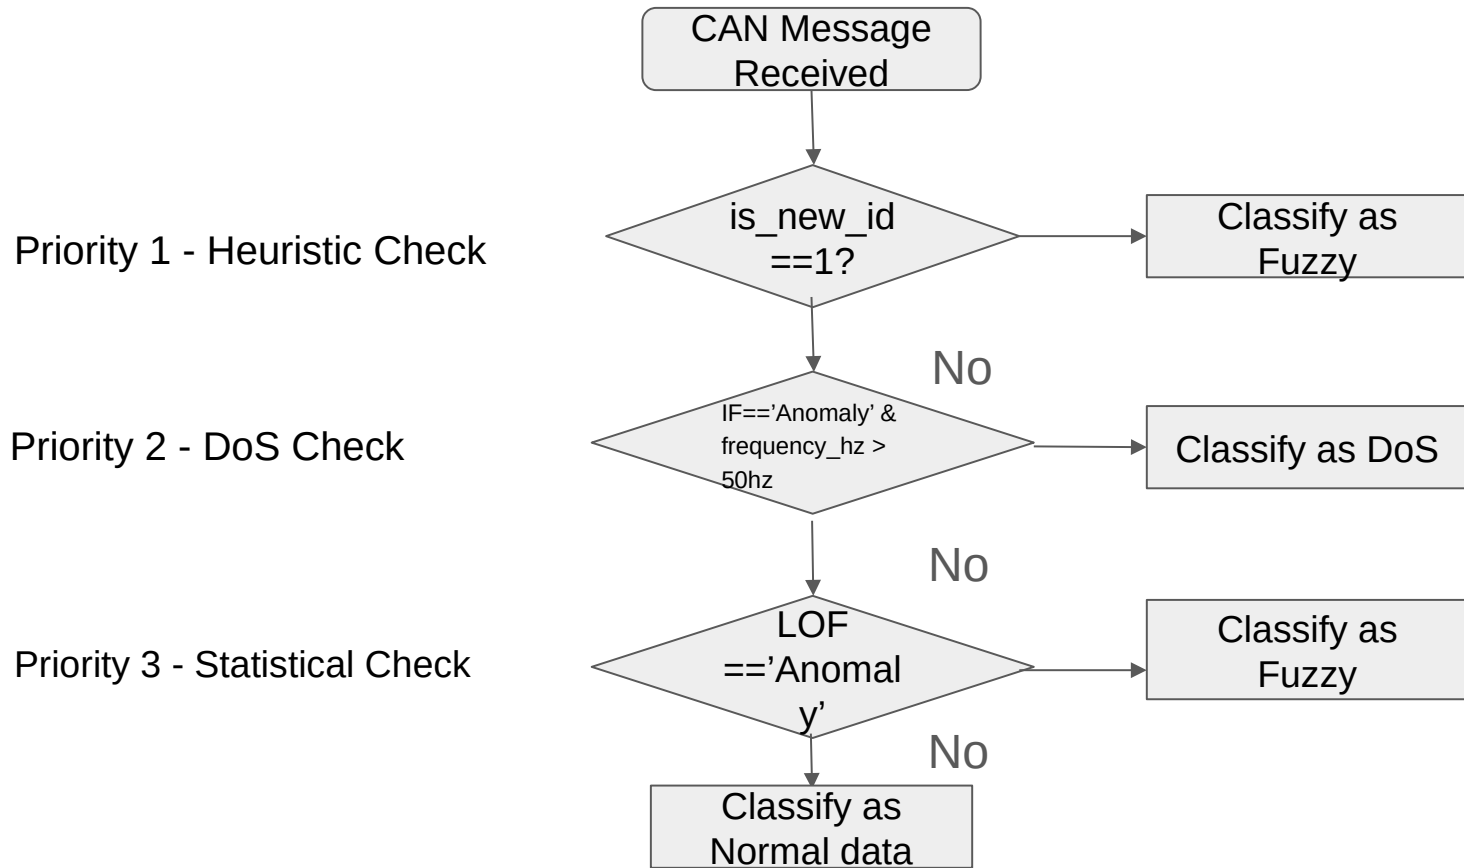 CAN Message
Received
Priority 1 - Heuristic Check
is_new_id
==1?
Classify as
Fuzzy
No
Priority 2 - DoS Check
IF==’Anomaly’ &
frequency_hz >
50hz
Classify as DoS
No
Priority 3 - Statistical Check
LOF
==’Anomal
y’
Classify as
Fuzzy
No
Classify as
Normal data